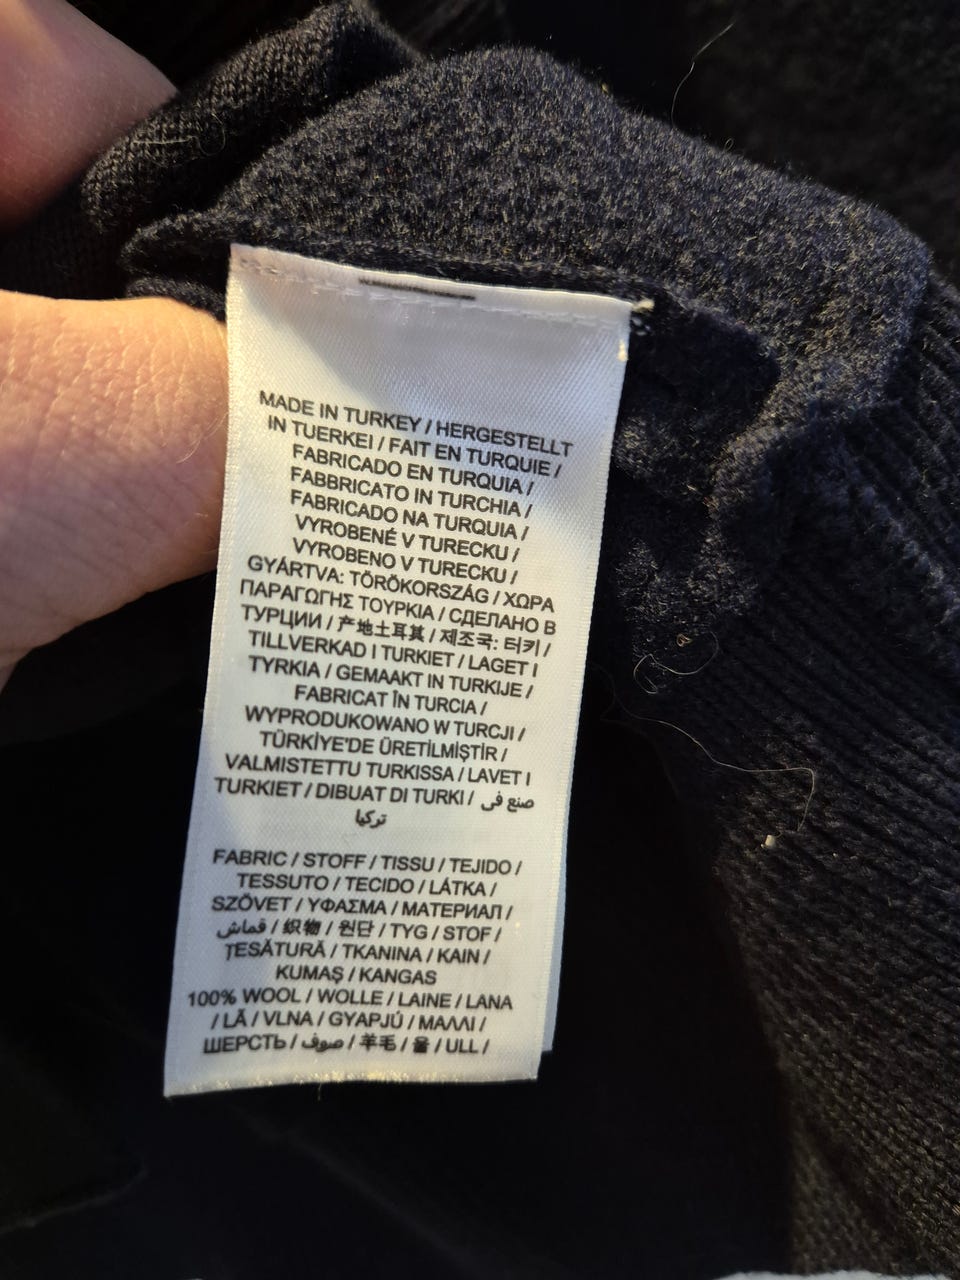 MADE IN TURKEY / HERGESTELLT
IN TUERKEI / FAIT EN TURQUIE /
FABRICADO EN TURQUIA /
FABBRICATO IN TURCHIA /
FABRICADO NA TURQUIA /
VYROBENÉ V TURECKU /
VYROBENO V TURECKU /
GYÁRTVA: TÖRÖKORSZÁG / ΧΩΡΑ
ΠΑΡΑΓΩΓΗΣ ΤΟΥΡΚΙΑ / СДЕЛАНО В
ТУРЦИИ / 产地土耳其 / 제조국: 터키 /
TILLVERKAD I TURKIET / LAGET I
TYRKIA / GEMAAKT IN TURKIJE /
FABRICAT ÎN TURCIA /
WYPRODUKOWANO W TURCJI /
TÜRKİYE'DE ÜRETİLMİŞTİR /
VALMISTETTU TURKISSA / LAVET I
TURKIET / DIBUAT DI TURKI / صنع في
تركيا
FABRIC / STOFF / TISSU / TEJIDO /
TESSUTO / TECIDO / LÁTKA /
SZÖVET / ΥΦΑΣΜΑ / МАТЕРИАЛ /
قماش / 织物 / 원단 / TYG / STOF /
ŢESĂTURĂ / TKANINA / KAIN /
KUMAŞ / KANGAS
100% WOOL / WOLLE / LAINE / LANA
/ LÃ / VLNA / GYAPJÚ / ΜΑΛΛΙ /
ШЕРСТЬ / صوف / 羊毛 / 울 / ULL /